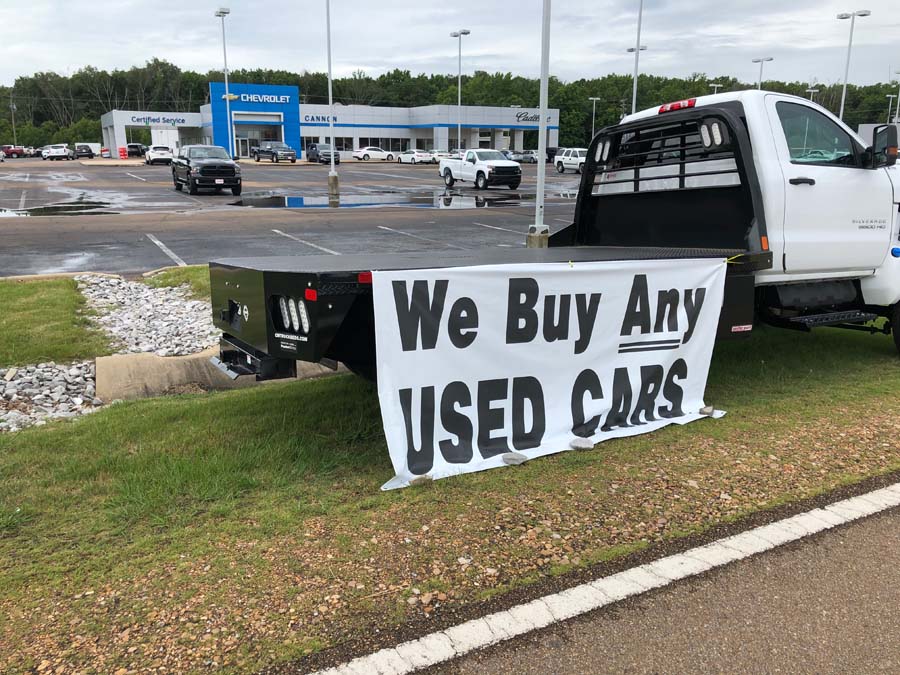 Certified Service
CHEVROLET
CANNON
Cadillac
SILVERADO
We Buy Any
USED CARS